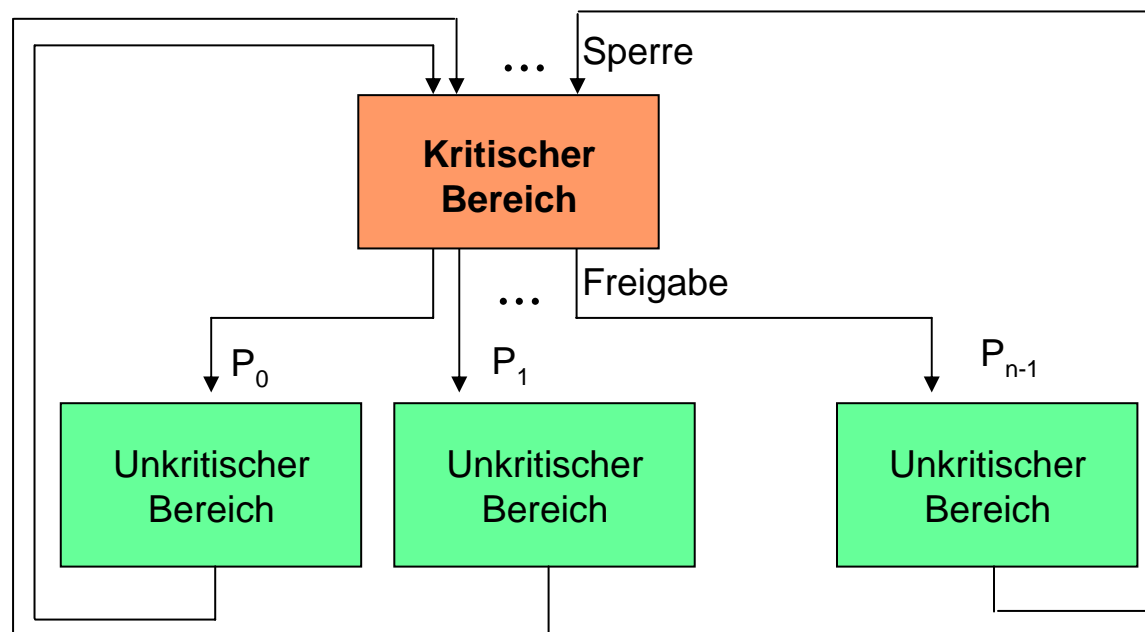 ... Sperre
Kritischer
Bereich
... Freigabe
P₀
P₁
Pₙ₋₁
Unkritischer
Bereich
Unkritischer
Bereich
Unkritischer
Bereich